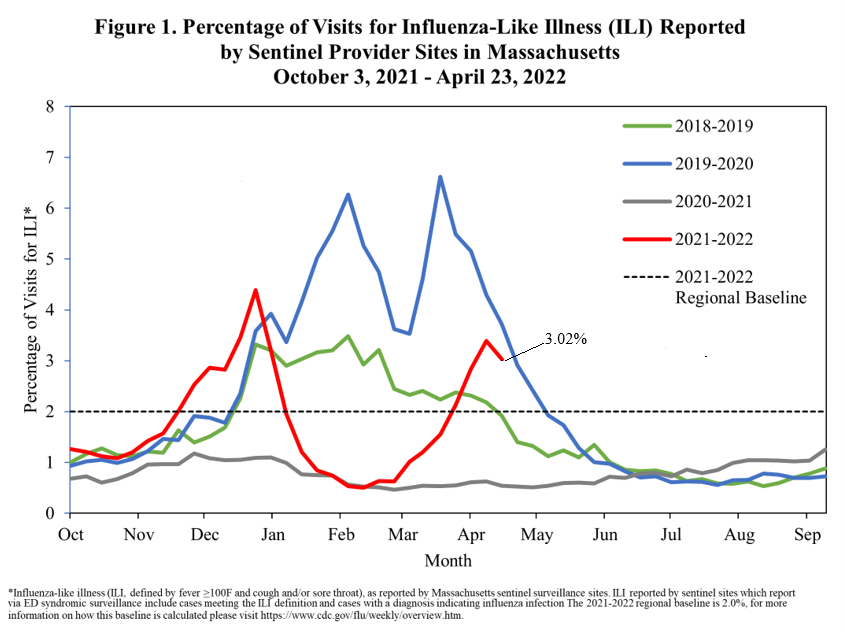 Figure 1. Percentage of Visits for Influenza-Like Illness (ILI) Reported
by Sentinel Provider Sites in Massachusetts
October 3, 2021 - April 23, 2022
8
7
6
5
4
3
2
1
0
Percentage of Visits for ILI*
2018-2019
2019-2020
2020-2021
2021-2022
2021-2022
Regional Baseline
3.02%
Oct Nov Dec Jan Feb Mar Apr May Jun Jul Aug Sep
Month
*Influenza-like illness (ILI, defined by fever ≥100F and cough and/or sore throat), as reported by Massachusetts sentinel surveillance sites. ILI reported by sentinel sites which report
via ED syndromic surveillance include cases meeting the ILI definition and cases with a diagnosis indicating influenza infection The 2021-2022 regional baseline is 2.0%, for more
information on how this baseline is calculated please visit https://www.cdc.gov/flu/weekly/overview.htm.